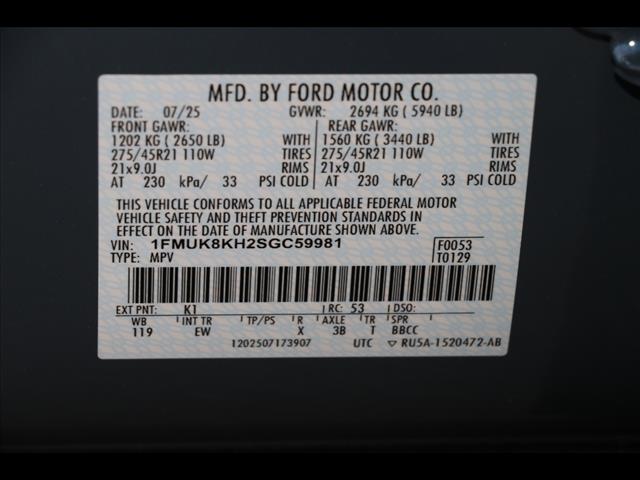 MFD. BY FORD MOTOR CO.
DATE: 07/25 GVWR: 2694 KG ( 5940 LB)
FRONT GAWR: REAR GAWR:
1202 KG ( 2650 LB) WITH 1560 KG ( 3440 LB) WITH
275/45R21 110W TIRES 275/45R21 110W TIRES
21x9.0J RIMS 21x9.0J RIMS
AT 230 kPa/ 33 PSI COLD AT 230 kPa/ 33 PSI COLD
THIS VEHICLE CONFORMS TO ALL APPLICABLE FEDERAL MOTOR
VEHICLE SAFETY AND THEFT PREVENTION STANDARDS IN
EFFECT ON THE DATE OF MANUFACTURE SHOWN ABOVE.
VIN: 1FMUK8KH2SGC59981 F0053
TYPE: MPV T0129
EXT PNT: K1 RC: 53 DSO:
WB INT TR TP/PS R AXLE TR SPR
119 EW X 3B T BBCC
1202507173907 UTC ▽ RU5A-1520472-AB